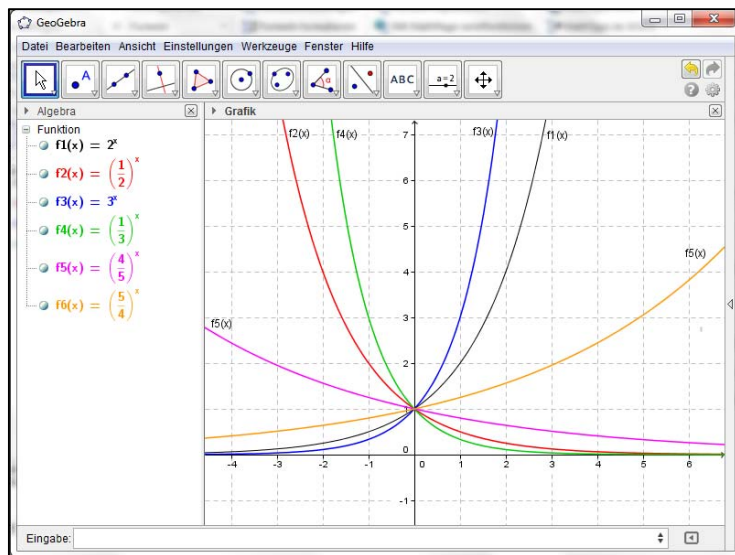 GeoGebra
Datei Bearbeiten Ansicht Einstellungen Werkzeuge Fenster Hilfe
A
α
ABC
a=2
Algebra
Grafik
Funktion
f1(x) = 2^x
f2(x) = (1/2)^x
f3(x) = 3^x
f4(x) = (1/3)^x
f5(x) = (4/5)^x
f6(x) = (5/4)^x
f2(x) f4(x) f3(x) f1(x)
f5(x)
f5(x)
7
6
5
4
3
2
1
0
-1
-4 -3 -2 -1 0 1 2 3 4 5 6
Eingabe: